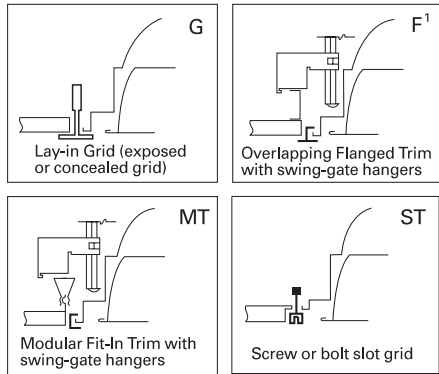 G
Lay-in Grid (exposed
or concealed grid)
F¹
Overlapping Flanged Trim
with swing-gate hangers
MT
Modular Fit-In Trim with
swing-gate hangers
ST
Screw or bolt slot grid